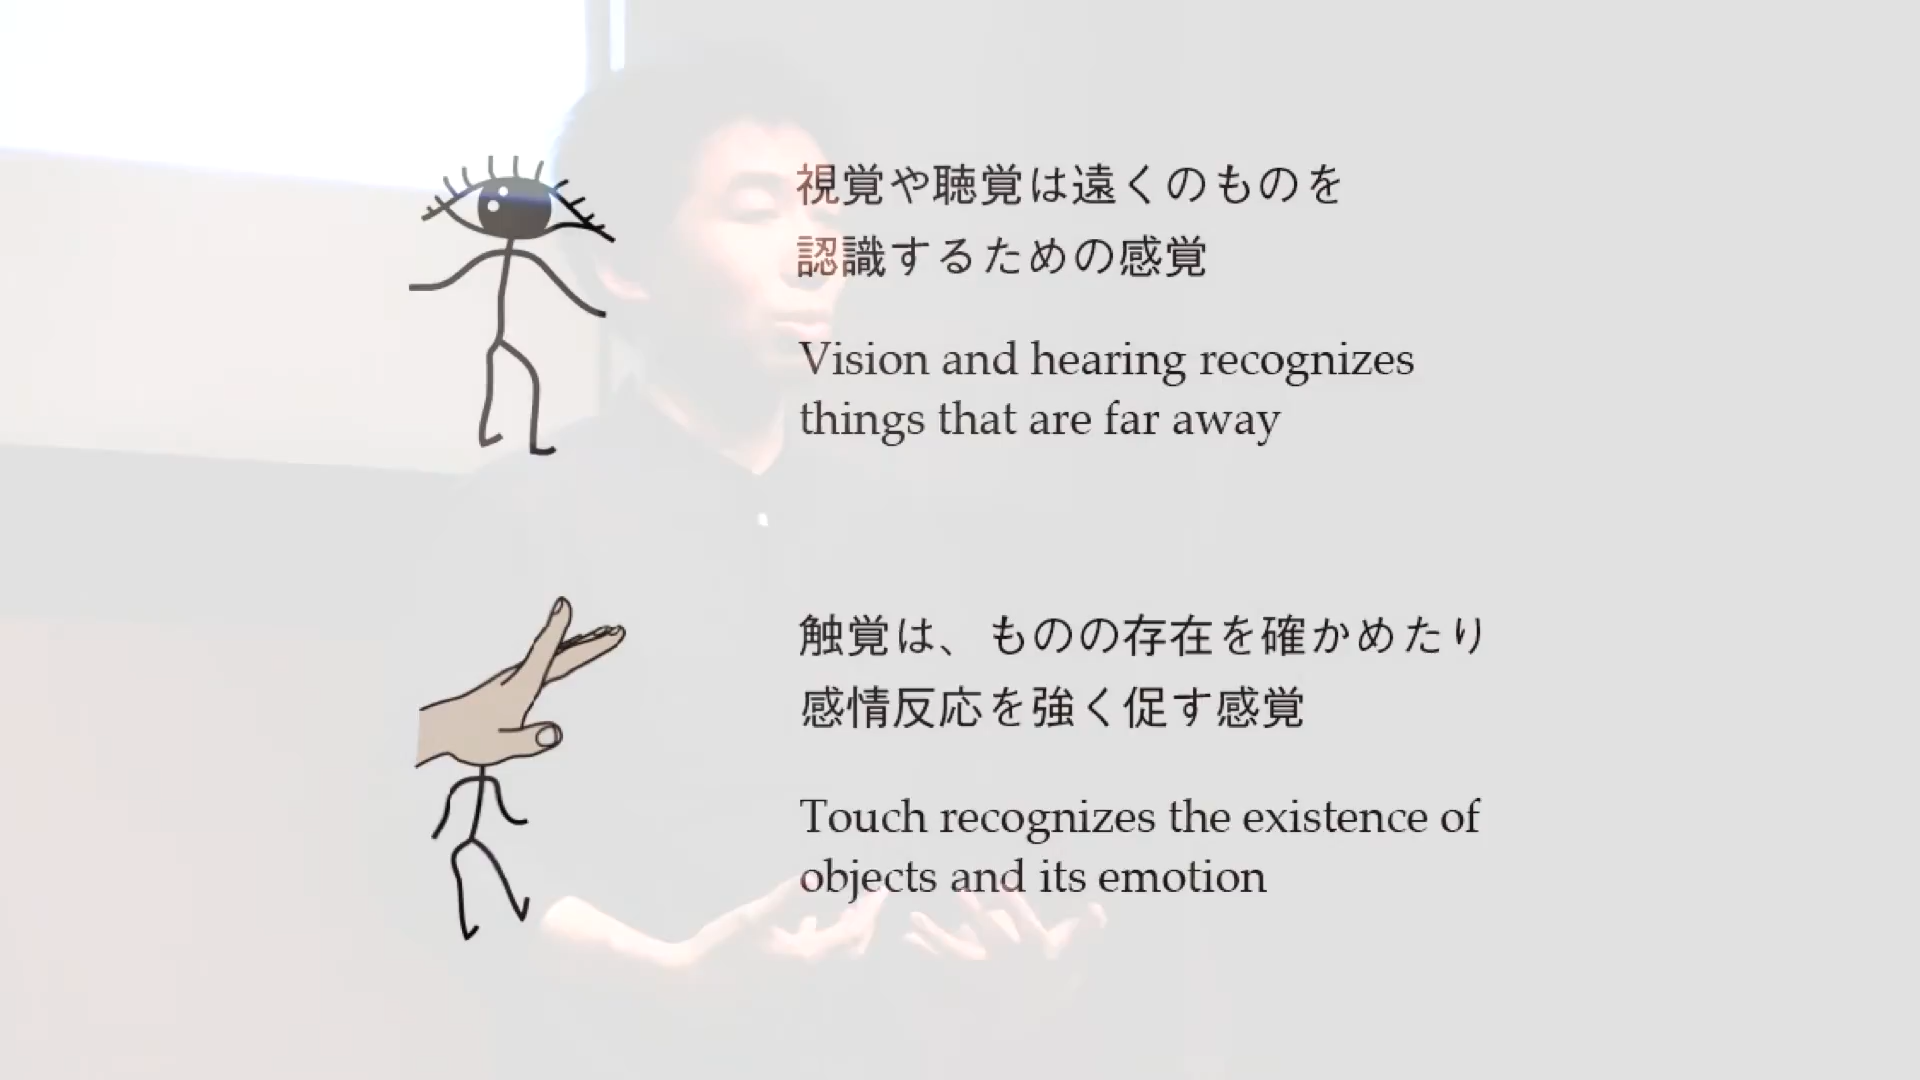 視覚や聴覚は遠くのものを
認識するための感覚
Vision and hearing recognizes
things that are far away
触覚は、ものの存在を確かめたり
感情反応を強く促す感覚
Touch recognizes the existence of
objects and its emotion